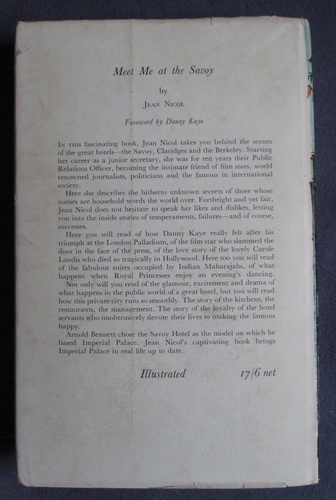 Meet Me at the Savoy
by
JEAN NICOL
Foreword by Danny Kaye
IN this fascinating book, Jean Nicol takes you behind the scenes
of the great hotels—the Savoy, Claridges and the Berkeley. Starting
her career as a junior secretary, she was for ten years their Public
Relations Officer, becoming the intimate friend of film stars, world
renowned journalists, politicians and the famous in international
society.
Here she describes the hitherto unknown secrets of those whose
names are household words the world over. Forthright and yet fair,
Jean Nicol does not hesitate to speak her likes and dislikes, letting
you into the inside stories of temperaments, failures—and of course,
successes.
Here you will read of how Danny Kaye really felt after his
triumph at the London Palladium, of the film star who slammed the
door in the face of the press, of the love story of the lovely Carole
Landis who died so tragically in Hollywood. Here too you will read
of the fabulous suites occupied by Indian Maharajahs, of what
happens when Royal Princesses enjoy an evening's dancing.
Not only will you read of the glamour, excitement and drama of
what happens in the public world of a great hotel, but you will read
how this private city runs so smoothly. The story of the kitchens, the
restaurants, the management. The story of the loyalty of the hotel
servants who unobtrusively devote their lives to making the famous
happy.
Arnold Bennett chose the Savoy Hotel as the model on which he
based Imperial Palace. Jean Nicol's captivating book brings
Imperial Palace in real life up to date.
Illustrated 17/6 net